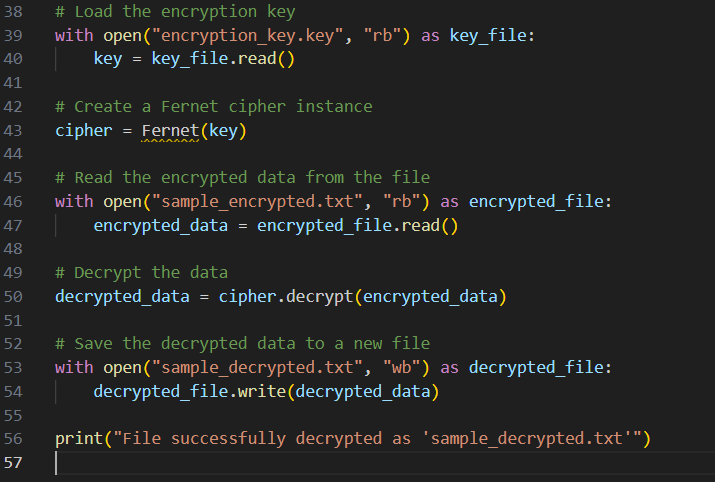 38 # Load the encryption key
39 with open("encryption_key.key", "rb") as key_file:
40     key = key_file.read()
41
42 # Create a Fernet cipher instance
43 cipher = Fernet(key)
44
45 # Read the encrypted data from the file
46 with open("sample_encrypted.txt", "rb") as encrypted_file:
47     encrypted_data = encrypted_file.read()
48
49 # Decrypt the data
50 decrypted_data = cipher.decrypt(encrypted_data)
51
52 # Save the decrypted data to a new file
53 with open("sample_decrypted.txt", "wb") as decrypted_file:
54     decrypted_file.write(decrypted_data)
55
56 print("File successfully decrypted as 'sample_decrypted.txt'")
57